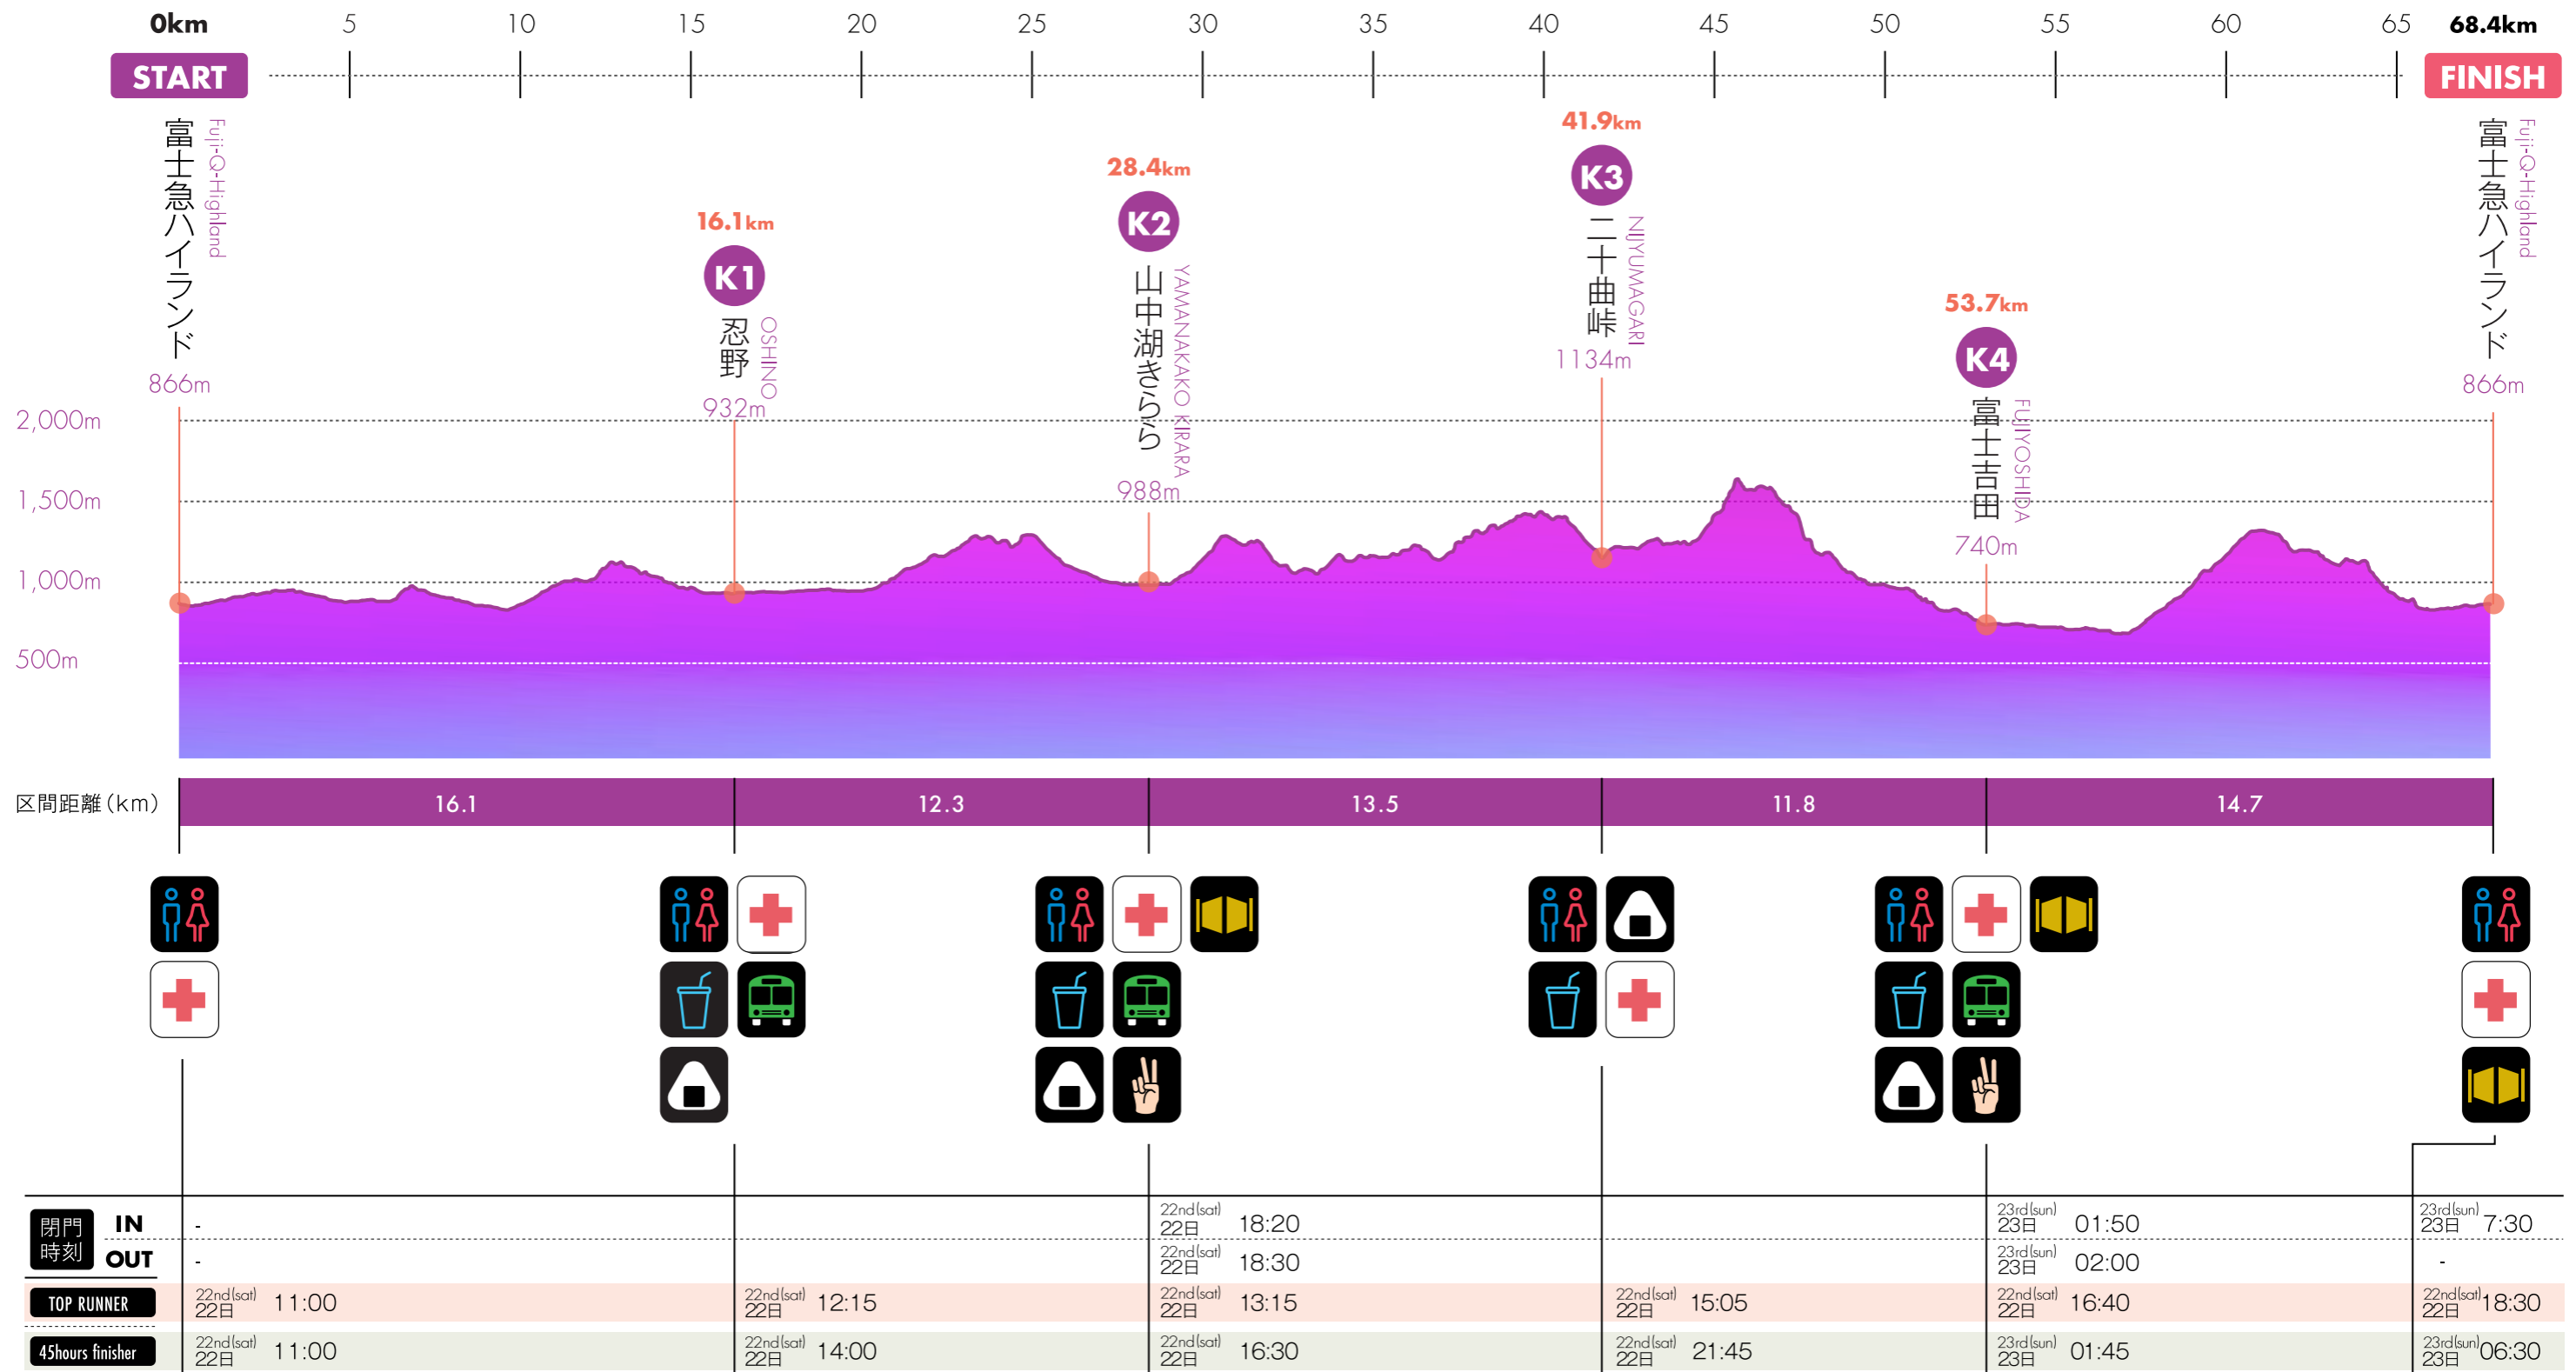 0km 5 10 15 20 25 30 35 40 45 50 55 60 65 68.4km
START
FINISH
富士急ハイランド
Fuji-Q-Highland
866m
16.1km
K1
忍野
OSHINO
932m
28.4km
K2
山中湖きらら
YAMANAKAKO KIRARA
988m
41.9km
K3
二十曲峠
NIJYUMAGARI
1134m
53.7km
K4
富士吉田
FUJIYOSHIDA
740m
富士急ハイランド
Fuji-Q-Highland
866m
2,000m
1,500m
1,000m
500m
区間距離(km) 16.1 12.3 13.5 11.8 14.7
閉門
時刻
IN - 22nd(sat) 22日 18:20 23rd(sun) 23日 01:50 23rd(sun) 23日 7:30
OUT - 22nd(sat) 22日 18:30 23rd(sun) 23日 02:00 -
TOP RUNNER 22nd(sat) 22日 11:00 22nd(sat) 22日 12:15 22nd(sat) 22日 13:15 22nd(sat) 22日 15:05 22nd(sat) 22日 16:40 22nd(sat) 22日 18:30
45hours finisher 22nd(sat) 22日 11:00 22nd(sat) 22日 14:00 22nd(sat) 22日 16:30 22nd(sat) 22日 21:45 23rd(sun) 23日 01:45 23rd(sun) 23日 06:30